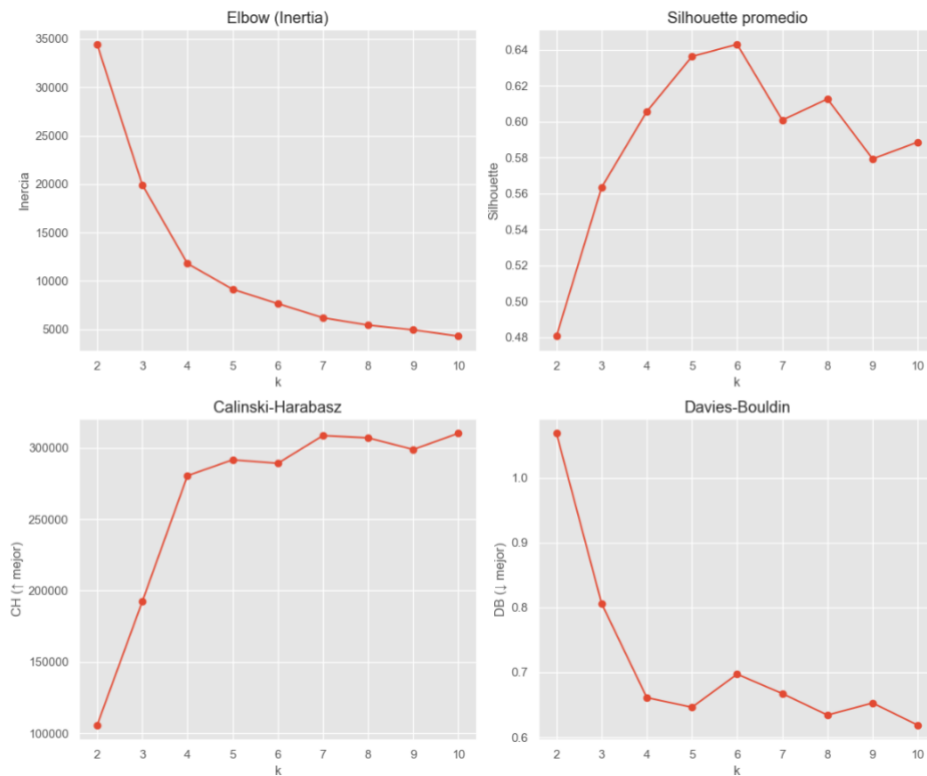 Elbow (Inertia)
35000
30000
25000
20000
15000
10000
5000
Inercia
2 3 4 5 6 7 8 9 10
k
Silhouette promedio
0.64
0.62
0.60
0.58
0.56
0.54
0.52
0.50
0.48
Silhouette
2 3 4 5 6 7 8 9 10
k
Calinski-Harabasz
300000
250000
200000
150000
100000
CH (↑ mejor)
2 3 4 5 6 7 8 9 10
k
Davies-Bouldin
1.0
0.9
0.8
0.7
0.6
DB (↓ mejor)
2 3 4 5 6 7 8 9 10
k